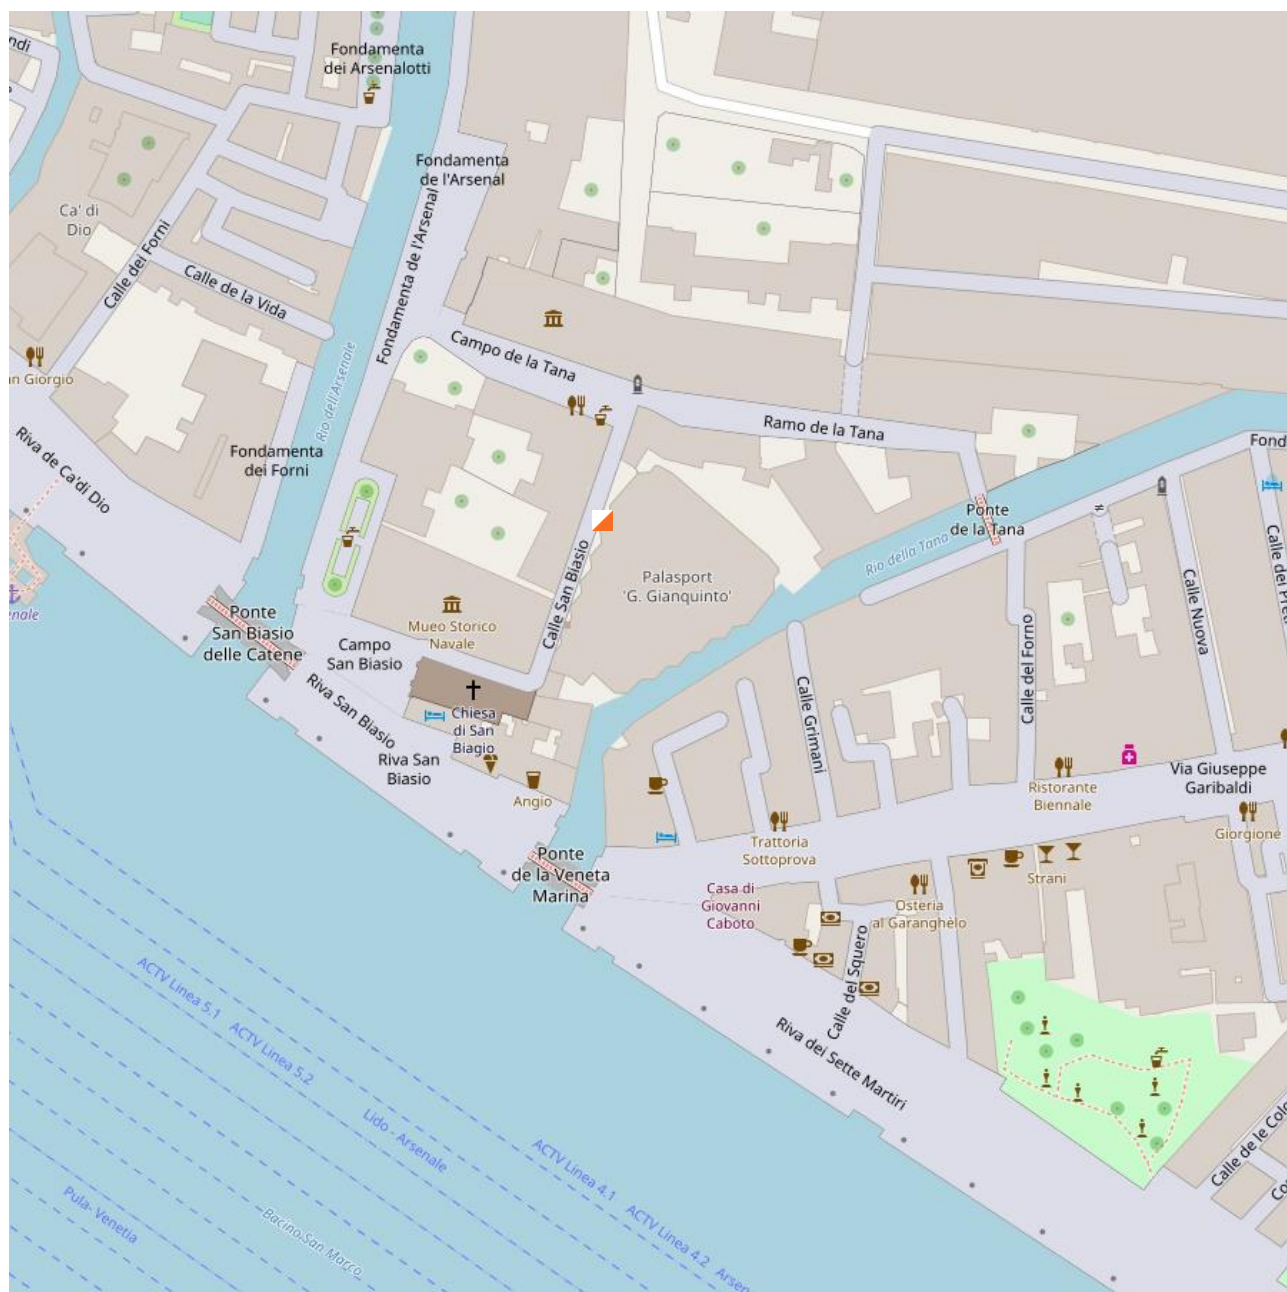 Fondamenta
dei Arsenalotti
Fondamenta
de l'Arsenal
Ca' di
Dio
Calle dei Forni
Calle de la Vida
Fondamenta de l'Arsenal
Rio dell'Arsenale
Campo de la Tana
Ramo de la Tana
n Giorgio
Riva de Ca'di Dio
Fondamenta
dei Forni
Fond
Ponte
de la Tana
Rio della Tana
Calle San Biasio
Palasport
'G. Gianquinto'
Calle Nuova
Calle del Forno
enale
Ponte
San Biasio
delle Catene
Mueo Storico
Navale
Campo
San Biasio
Riva San Biasio
Chiesa
di San
Biagio
Riva San
Biasio
Angio
Calle Grimani
Via Giuseppe
Garibaldi
Ristorante
Biennale
Giorgione
Trattoria
Sottoprova
Ponte
de la Veneta
Marina
Strani
Casa di
Giovanni
Caboto
Osteria
al Garanghèlo
Calle del Squero
Riva dei Sette Martiri
Calle de le Colo
ACTV Linea 5.1
ACTV Linea 5.2
Lido - Arsenale
ACTV Linea 4.1
ACTV Linea 4.2
Arsen
Pula- Venetia
Bacino San Marco